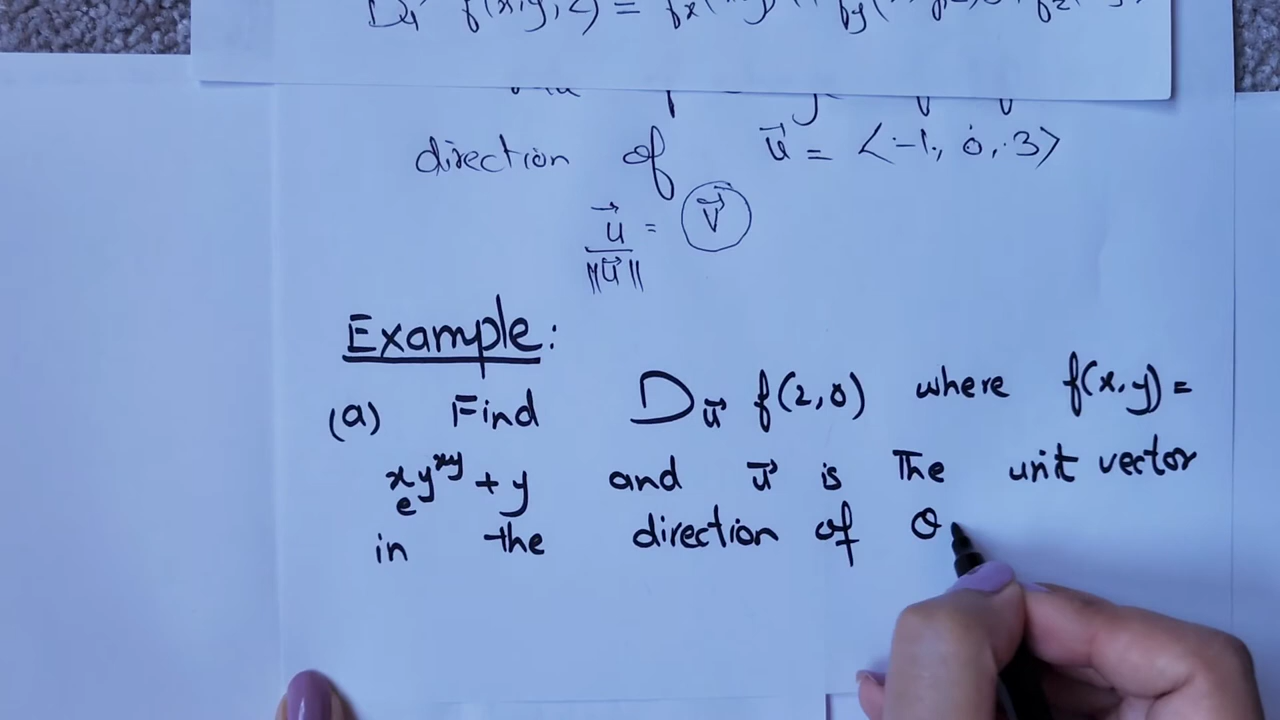 f(x,y,z) = fx
direction of u⃗ = <-1, 0, 3>
u⃗ / ||u⃗|| = v⃗
Example:
(a) Find D_u⃗ f(2,0) where f(x,y) =
x e y^xy + y and u⃗ is The unit vector
in the direction of θ